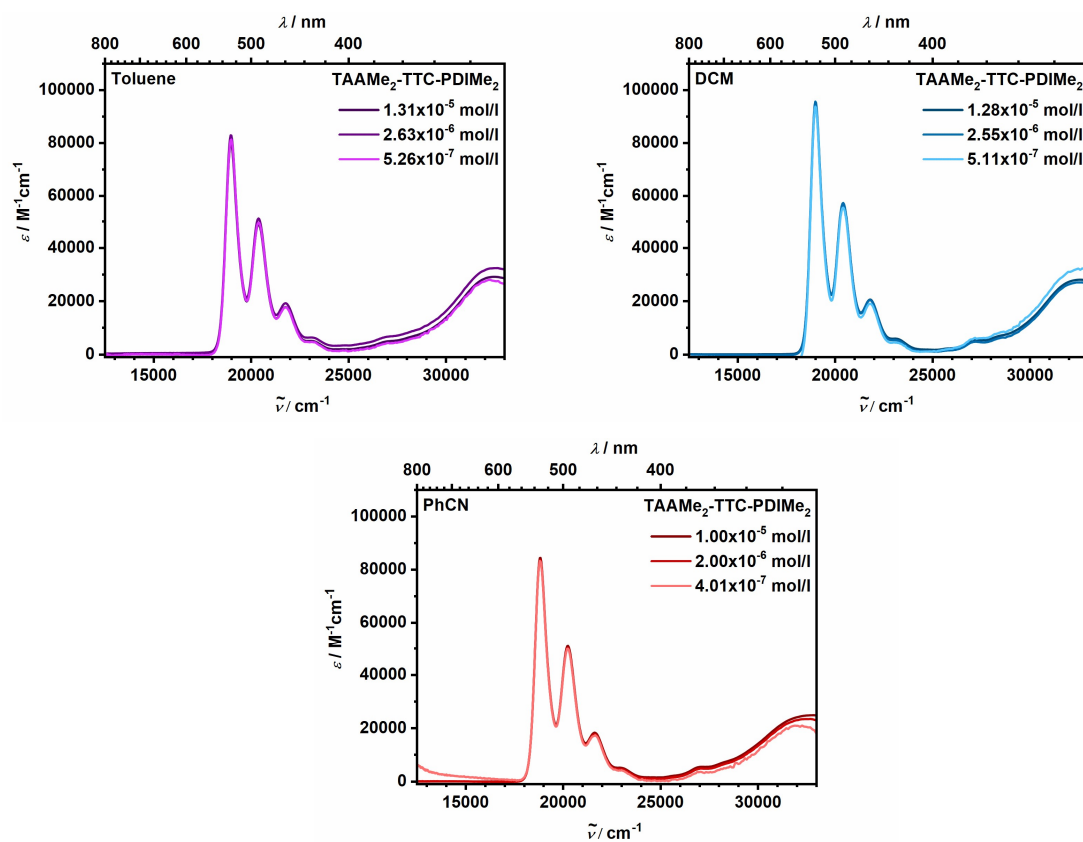 λ / nm
800 600 500 400
Toluene TAAMe₂-TTC-PDIMe₂
1.31x10⁻⁵ mol/l
2.63x10⁻⁶ mol/l
5.26x10⁻⁷ mol/l
100000
80000
60000
40000
20000
0
ε / M⁻¹cm⁻¹
15000 20000 25000 30000
ν̃ / cm⁻¹
λ / nm
800 600 500 400
DCM TAAMe₂-TTC-PDIMe₂
1.28x10⁻⁵ mol/l
2.55x10⁻⁶ mol/l
5.11x10⁻⁷ mol/l
100000
80000
60000
40000
20000
0
ε / M⁻¹cm⁻¹
15000 20000 25000 30000
ν̃ / cm⁻¹
λ / nm
800 600 500 400
PhCN TAAMe₂-TTC-PDIMe₂
1.00x10⁻⁵ mol/l
2.00x10⁻⁶ mol/l
4.01x10⁻⁷ mol/l
100000
80000
60000
40000
20000
0
ε / M⁻¹cm⁻¹
15000 20000 25000 30000
ν̃ / cm⁻¹